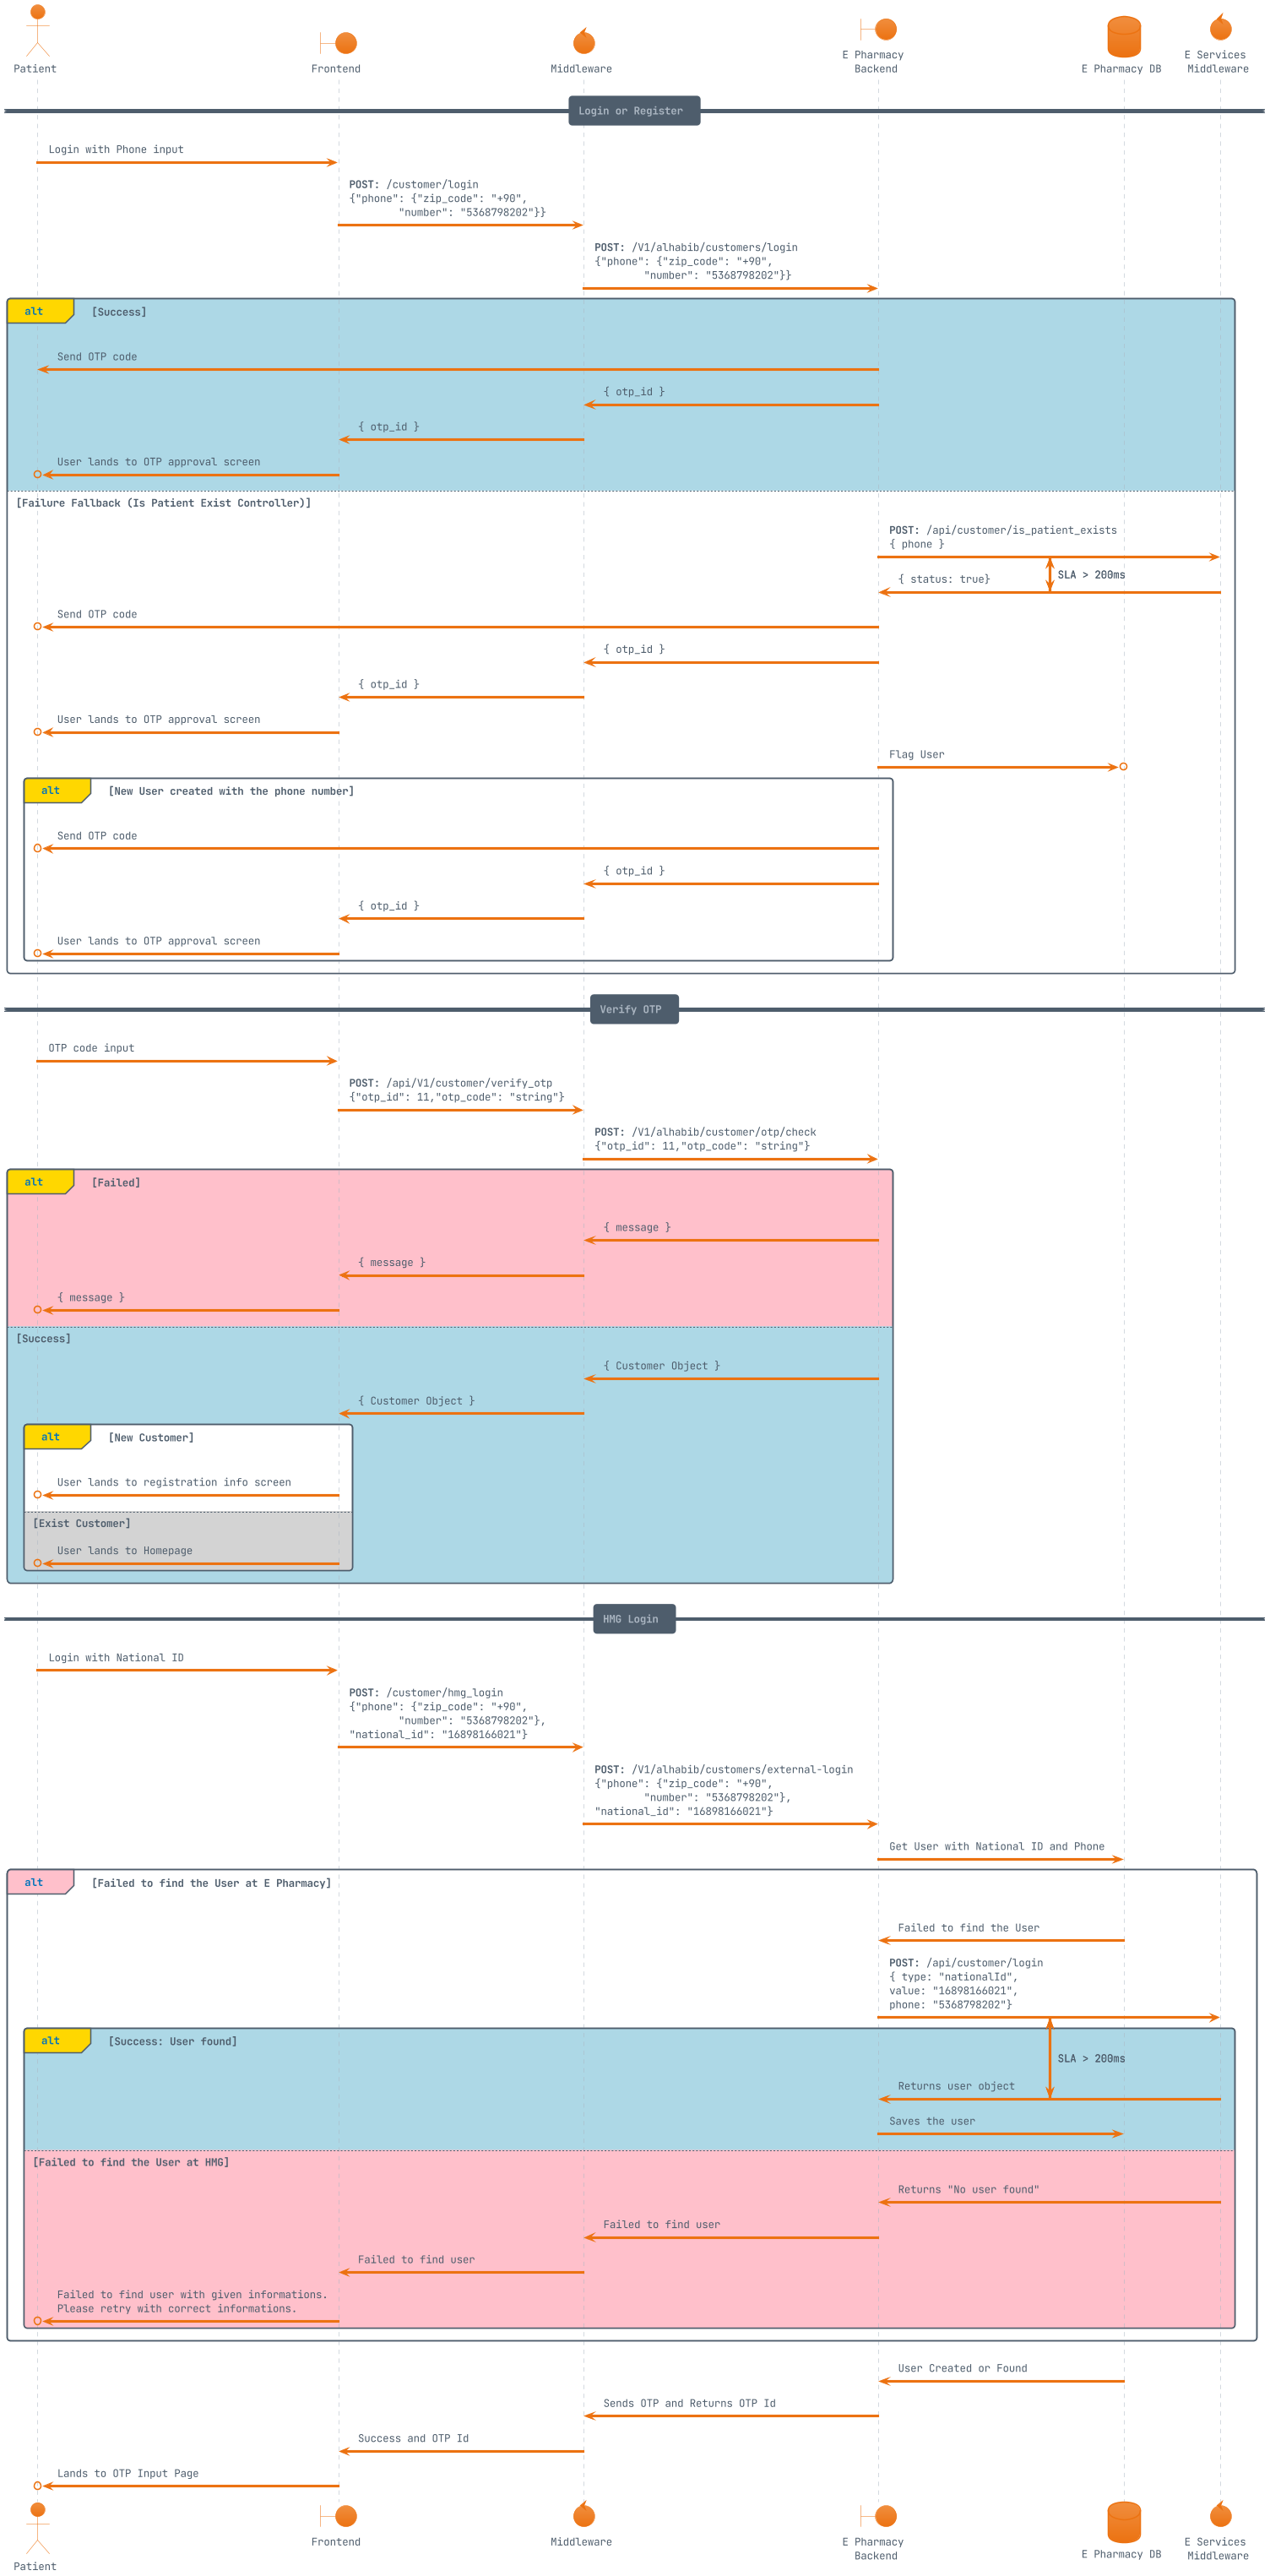 Patient
Frontend
Middleware
E Pharmacy
Backend
E Pharmacy DB
E Services
Middleware
Login or Register
Login with Phone input
POST: /customer/login
{"phone": {"zip_code": "+90",
"number": "5368798202"}}
POST: /V1/alhabib/customers/login
{"phone": {"zip_code": "+90",
"number": "5368798202"}}
alt [Success]
Send OTP code
{ otp_id }
{ otp_id }
User lands to OTP approval screen
[Failure Fallback (Is Patient Exist Controller)]
POST: /api/customer/is_patient_exists
{ phone }
SLA > 200ms
{ status: true}
Send OTP code
{ otp_id }
{ otp_id }
User lands to OTP approval screen
Flag User
alt [New User created with the phone number]
Send OTP code
{ otp_id }
{ otp_id }
User lands to OTP approval screen
Verify OTP
OTP code input
POST: /api/V1/customer/verify_otp
{"otp_id": 11,"otp_code": "string"}
POST: /V1/alhabib/customer/otp/check
{"otp_id": 11,"otp_code": "string"}
alt [Failed]
{ message }
{ message }
{ message }
[Success]
{ Customer Object }
{ Customer Object }
alt [New Customer]
User lands to registration info screen
[Exist Customer]
User lands to Homepage
HMG Login
Login with National ID
POST: /customer/hmg_login
{"phone": {"zip_code": "+90",
"number": "5368798202"},
"national_id": "16898166021"}
POST: /V1/alhabib/customers/external-login
{"phone": {"zip_code": "+90",
"number": "5368798202"},
"national_id": "16898166021"}
Get User with National ID and Phone
alt [Failed to find the User at E Pharmacy]
Failed to find the User
POST: /api/customer/login
{ type: "nationalId",
value: "16898166021",
phone: "5368798202"}
alt [Success: User found]
SLA > 200ms
Returns user object
Saves the user
[Failed to find the User at HMG]
Returns "No user found"
Failed to find user
Failed to find user
Failed to find user with given informations.
Please retry with correct informations.
User Created or Found
Sends OTP and Returns OTP Id
Success and OTP Id
Lands to OTP Input Page
Patient
Frontend
Middleware
E Pharmacy
Backend
E Pharmacy DB
E Services
Middleware